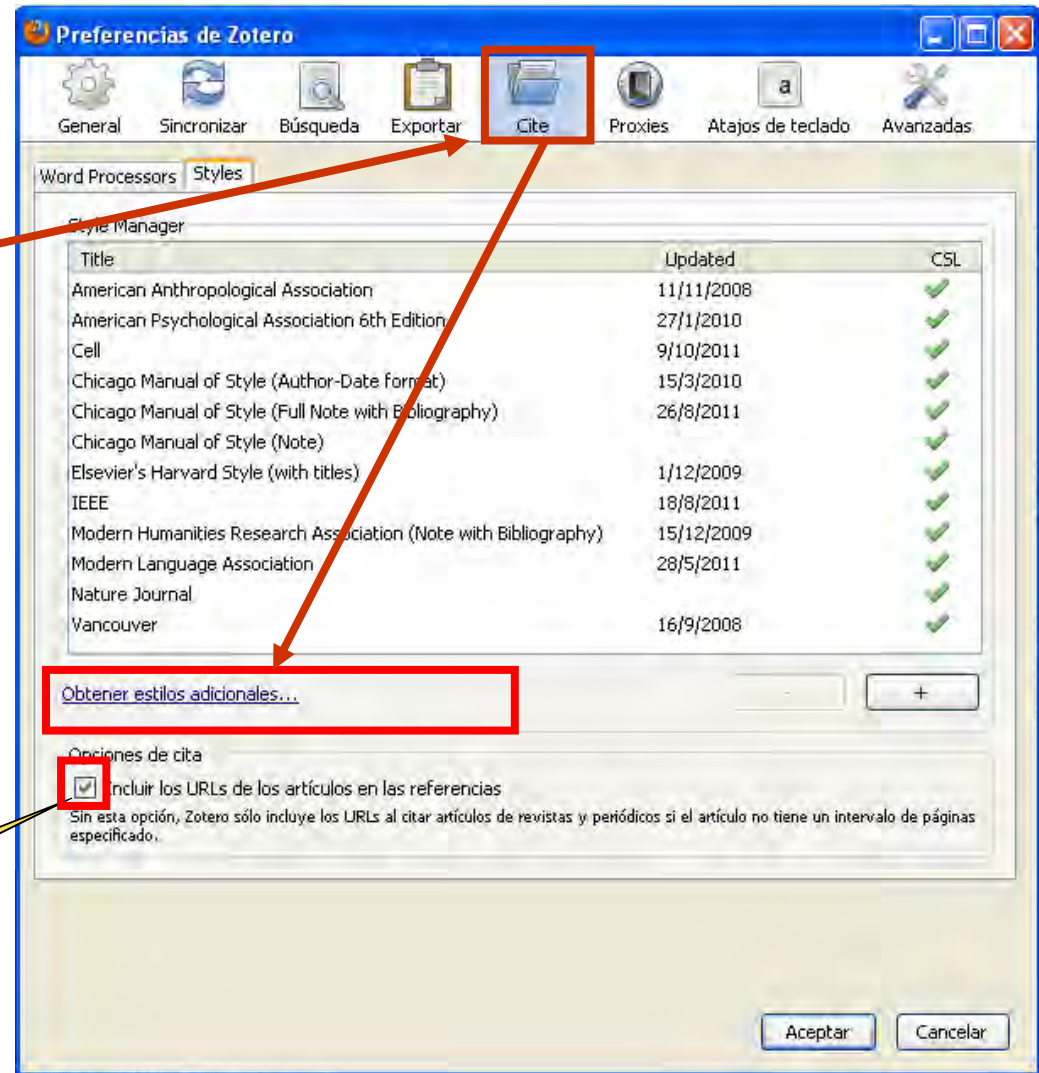 Preferencias de Zotero
General Sincronizar Búsqueda Exportar Cite Proxies a Atajos de teclado Avanzadas
Word Processors Styles
Style Manager
Title Updated CSL
American Anthropological Association 11/11/2008
American Psychological Association 6th Edition 27/1/2010
Cell 9/10/2011
Chicago Manual of Style (Author-Date format) 15/3/2010
Chicago Manual of Style (Full Note with Bibliography) 26/8/2011
Chicago Manual of Style (Note)
Elsevier's Harvard Style (with titles) 1/12/2009
IEEE 18/8/2011
Modern Humanities Research Association (Note with Bibliography) 15/12/2009
Modern Language Association 28/5/2011
Nature Journal
Vancouver 16/9/2008
Obtener estilos adicionales... - +
Opciones de cita
Incluir los URLs de los artículos en las referencias
Sin esta opción, Zotero sólo incluye los URLs al citar artículos de revistas y periódicos si el artículo no tiene un intervalo de páginas
especificado.
Aceptar Cancelar